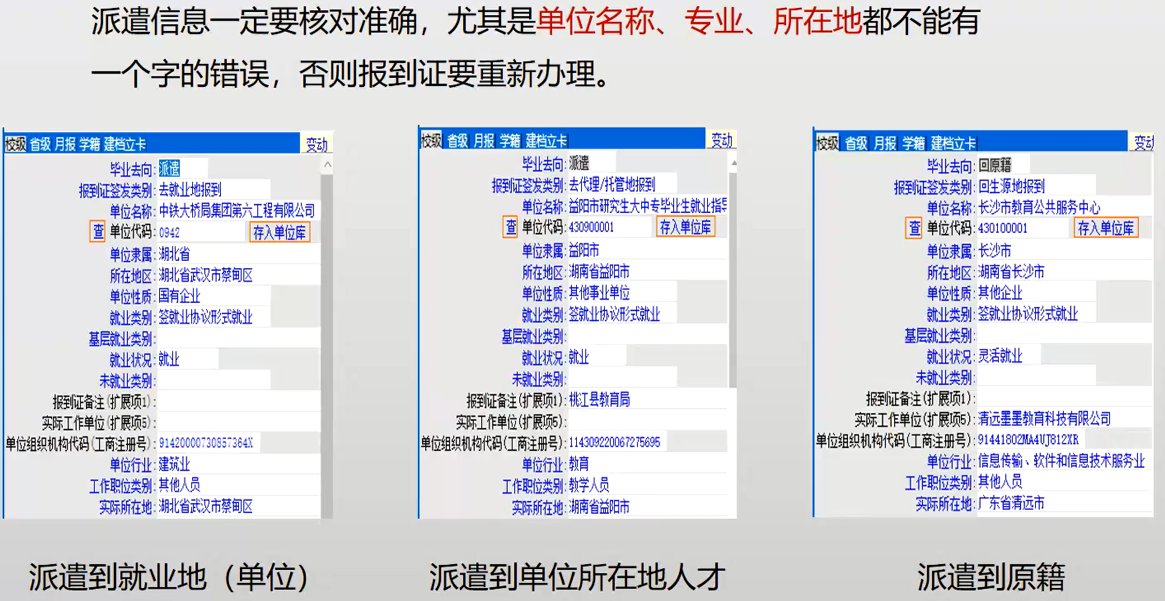 派遣信息一定要核对准确，尤其是单位名称、专业、所在地都不能有
一个字的错误，否则报到证要重新办理。
校级 省级 月报 学籍 建档立卡 变动
毕业去向: 派遣
报到证签发类别: 去就业地报到
单位名称: 中铁大桥局集团第六工程有限公司
查 单位代码: 0942 存入单位库
单位隶属: 湖北省
所在地区: 湖北省武汉市蔡甸区
单位性质: 国有企业
就业类别: 签就业协议形式就业
基层就业类别:
就业状况: 就业
未就业类别:
报到证备注(扩展项1):
实际工作单位(扩展项5):
单位组织机构代码(工商注册号): 91420000730857364X
单位行业: 建筑业
工作职位类别: 其他人员
实际所在地: 湖北省武汉市蔡甸区
派遣到就业地（单位）
校级 省级 月报 学籍 建档立卡 变动
毕业去向: 派遣
报到证签发类别: 去代理/托管地报到
单位名称: 益阳市研究生大中专毕业生就业指导
查 单位代码: 430900001 存入单位库
单位隶属: 益阳市
所在地区: 湖南省益阳市
单位性质: 其他事业单位
就业类别: 签就业协议形式就业
基层就业类别:
就业状况: 就业
未就业类别:
报到证备注(扩展项1): 桃江县教育局
实际工作单位(扩展项5):
单位组织机构代码(工商注册号): 114309220067275695
单位行业: 教育
工作职位类别: 教学人员
实际所在地: 湖南省益阳市
派遣到单位所在地人才
校级 省级 月报 学籍 建档立卡 变动
毕业去向: 回原籍
报到证签发类别: 回生源地报到
单位名称: 长沙市教育公共服务中心
查 单位代码: 430100001 存入单位库
单位隶属: 长沙市
所在地区: 湖南省长沙市
单位性质: 其他企业
就业类别: 签就业协议形式就业
基层就业类别:
就业状况: 灵活就业
未就业类别:
报到证备注(扩展项1):
实际工作单位(扩展项5): 清远墨墨教育科技有限公司
单位组织机构代码(工商注册号): 91441802MA4UJ812XR
单位行业: 信息传输、软件和信息技术服务业
工作职位类别: 其他人员
实际所在地: 广东省清远市
派遣到原籍